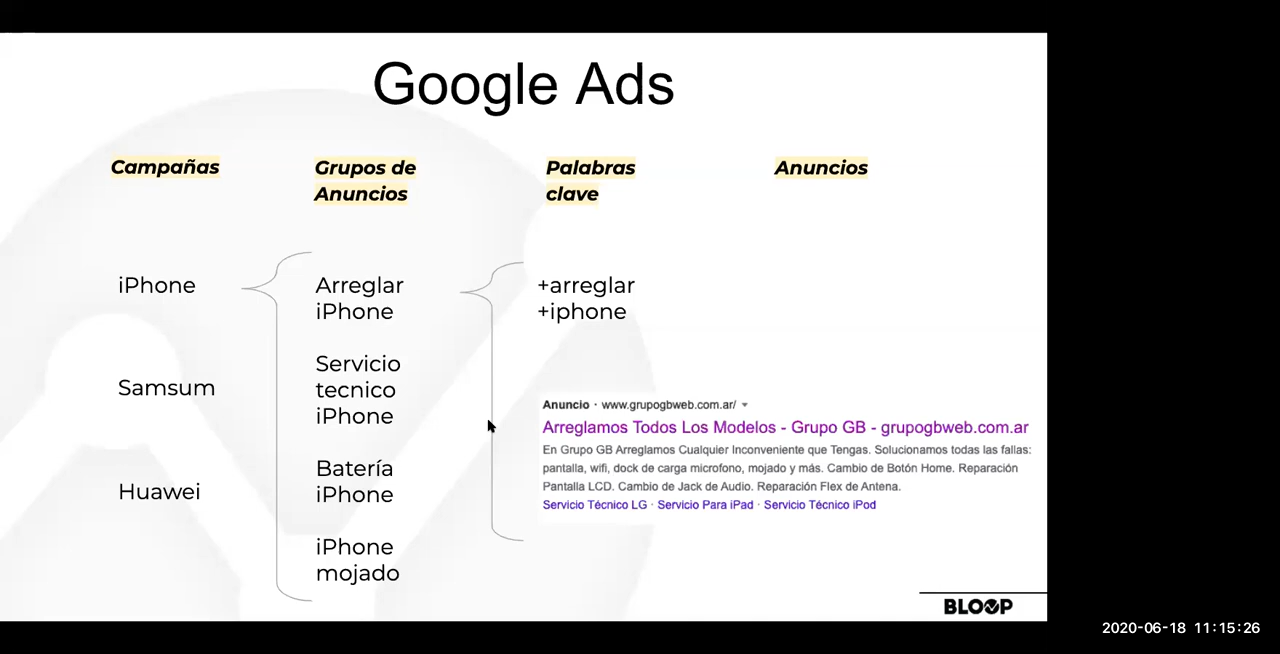 Google Ads
Campañas
Grupos de
Anuncios
Palabras
clave
Anuncios
iPhone
Samsum
Huawei
Arreglar
iPhone
Servicio
tecnico
iPhone
Batería
iPhone
iPhone
mojado
+arreglar
+iphone
Anuncio · www.grupogbweb.com.ar/
Arreglamos Todos Los Modelos - Grupo GB - grupogbweb.com.ar
En Grupo GB Arreglamos Cualquier Inconveniente que Tengas. Solucionamos todas las fallas:
pantalla, wifi, dock de carga microfono, mojado y más. Cambio de Botón Home. Reparación
Pantalla LCD. Cambio de Jack de Audio. Reparación Flex de Antena.
Servicio Técnico LG · Servicio Para iPad · Servicio Técnico iPod
BLOOP
2020-06-18 11:15:26